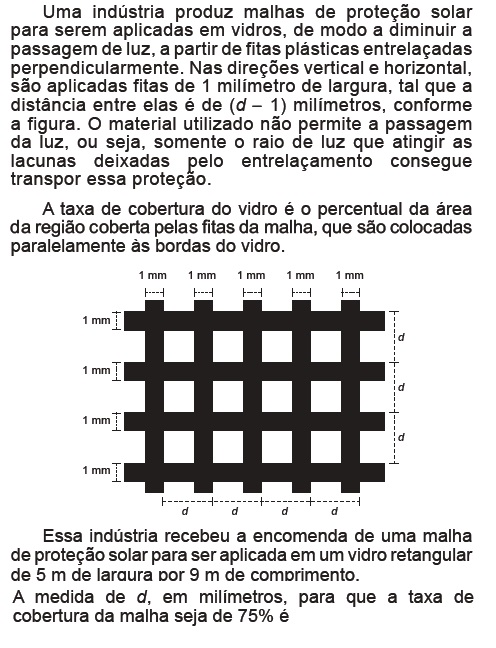 Uma indústria produz malhas de proteção solar
para serem aplicadas em vidros, de modo a diminuir a
passagem de luz, a partir de fitas plásticas entrelaçadas
perpendicularmente. Nas direções vertical e horizontal,
são aplicadas fitas de 1 milímetro de largura, tal que a
distância entre elas é de (d – 1) milímetros, conforme
a figura. O material utilizado não permite a passagem
da luz, ou seja, somente o raio de luz que atingir as
lacunas deixadas pelo entrelaçamento consegue
transpor essa proteção.
A taxa de cobertura do vidro é o percentual da área
da região coberta pelas fitas da malha, que são colocadas
paralelamente às bordas do vidro.
1 mm 1 mm 1 mm 1 mm 1 mm
1 mm
d
1 mm
d
1 mm
d
1 mm
d d d d
Essa indústria recebeu a encomenda de uma malha
de proteção solar para ser aplicada em um vidro retangular
de 5 m de largura por 9 m de comprimento.
A medida de d, em milímetros, para que a taxa de
cobertura da malha seja de 75% é